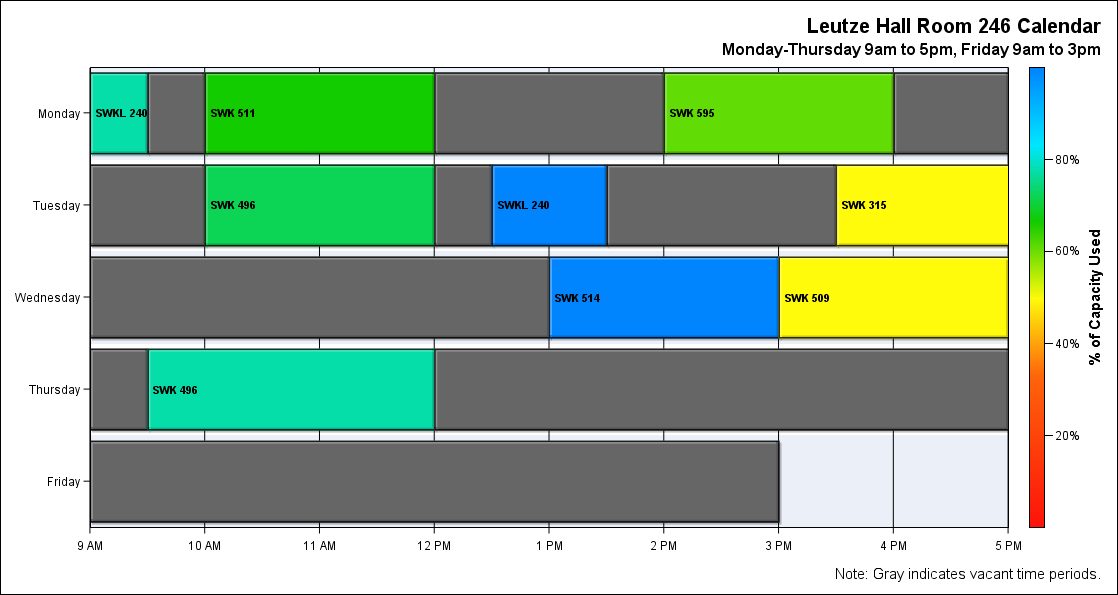 Leutze Hall Room 246 Calendar
Monday-Thursday 9am to 5pm, Friday 9am to 3pm
Monday
SWKL 240
SWK 511
SWK 595
Tuesday
SWK 496
SWKL 240
SWK 315
Wednesday
SWK 514
SWK 509
Thursday
SWK 496
Friday
9 AM
10 AM
11 AM
12 PM
1 PM
2 PM
3 PM
4 PM
5 PM
80%
60%
40%
20%
% of Capacity Used
Note: Gray indicates vacant time periods.